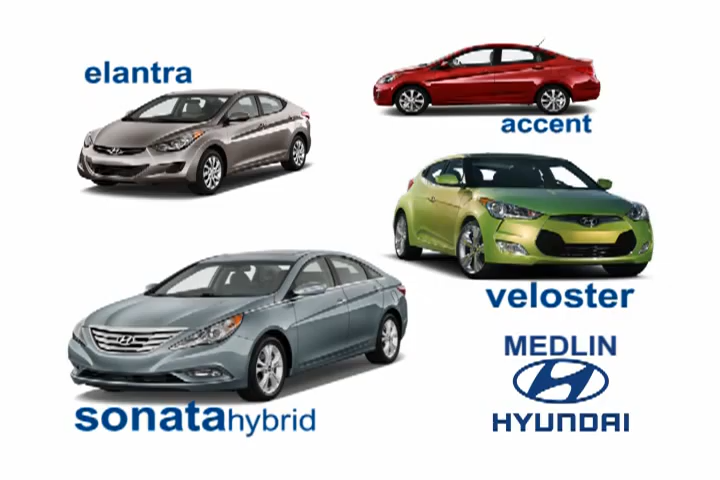 elantra
accent
veloster
sonatahybrid
MEDLIN
HYUNDAI